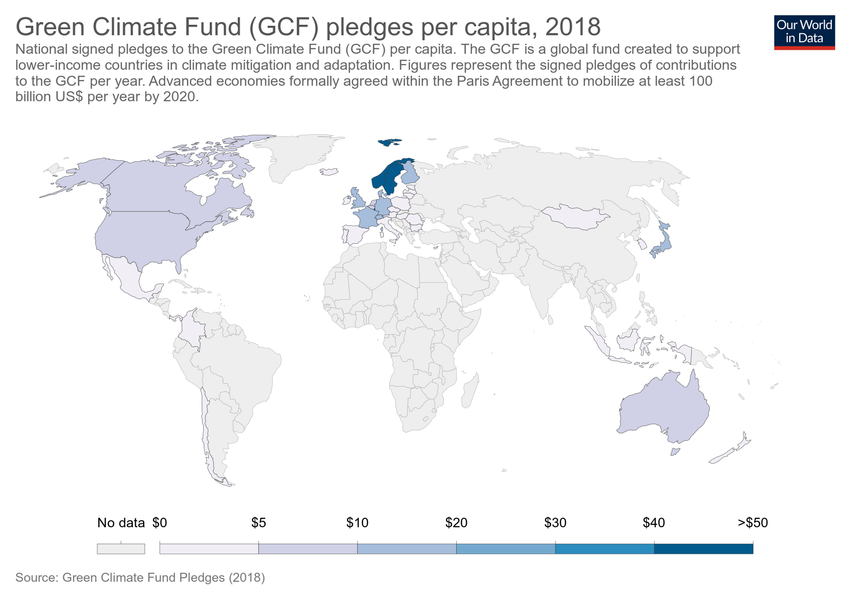 Green Climate Fund (GCF) pledges per capita, 2018
Our World
in Data
National signed pledges to the Green Climate Fund (GCF) per capita. The GCF is a global fund created to support
lower-income countries in climate mitigation and adaptation. Figures represent the signed pledges of contributions
to the GCF per year. Advanced economies formally agreed within the Paris Agreement to mobilize at least 100
billion US$ per year by 2020.
No data $0 $5 $10 $20 $30 $40 >$50
Source: Green Climate Fund Pledges (2018)